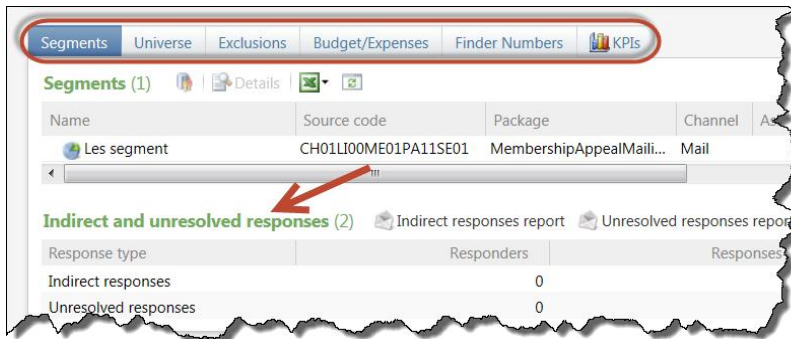 Segments Universe Exclusions Budget/Expenses Finder Numbers KPIs
Segments (1) Details
Name Source code Package Channel
Les segment CH01LI00ME01PA11SE01 MembershipAppealMaili... Mail
Indirect and unresolved responses (2) Indirect responses report Unresolved responses repor
Response type Responders Responses
Indirect responses 0
Unresolved responses 0